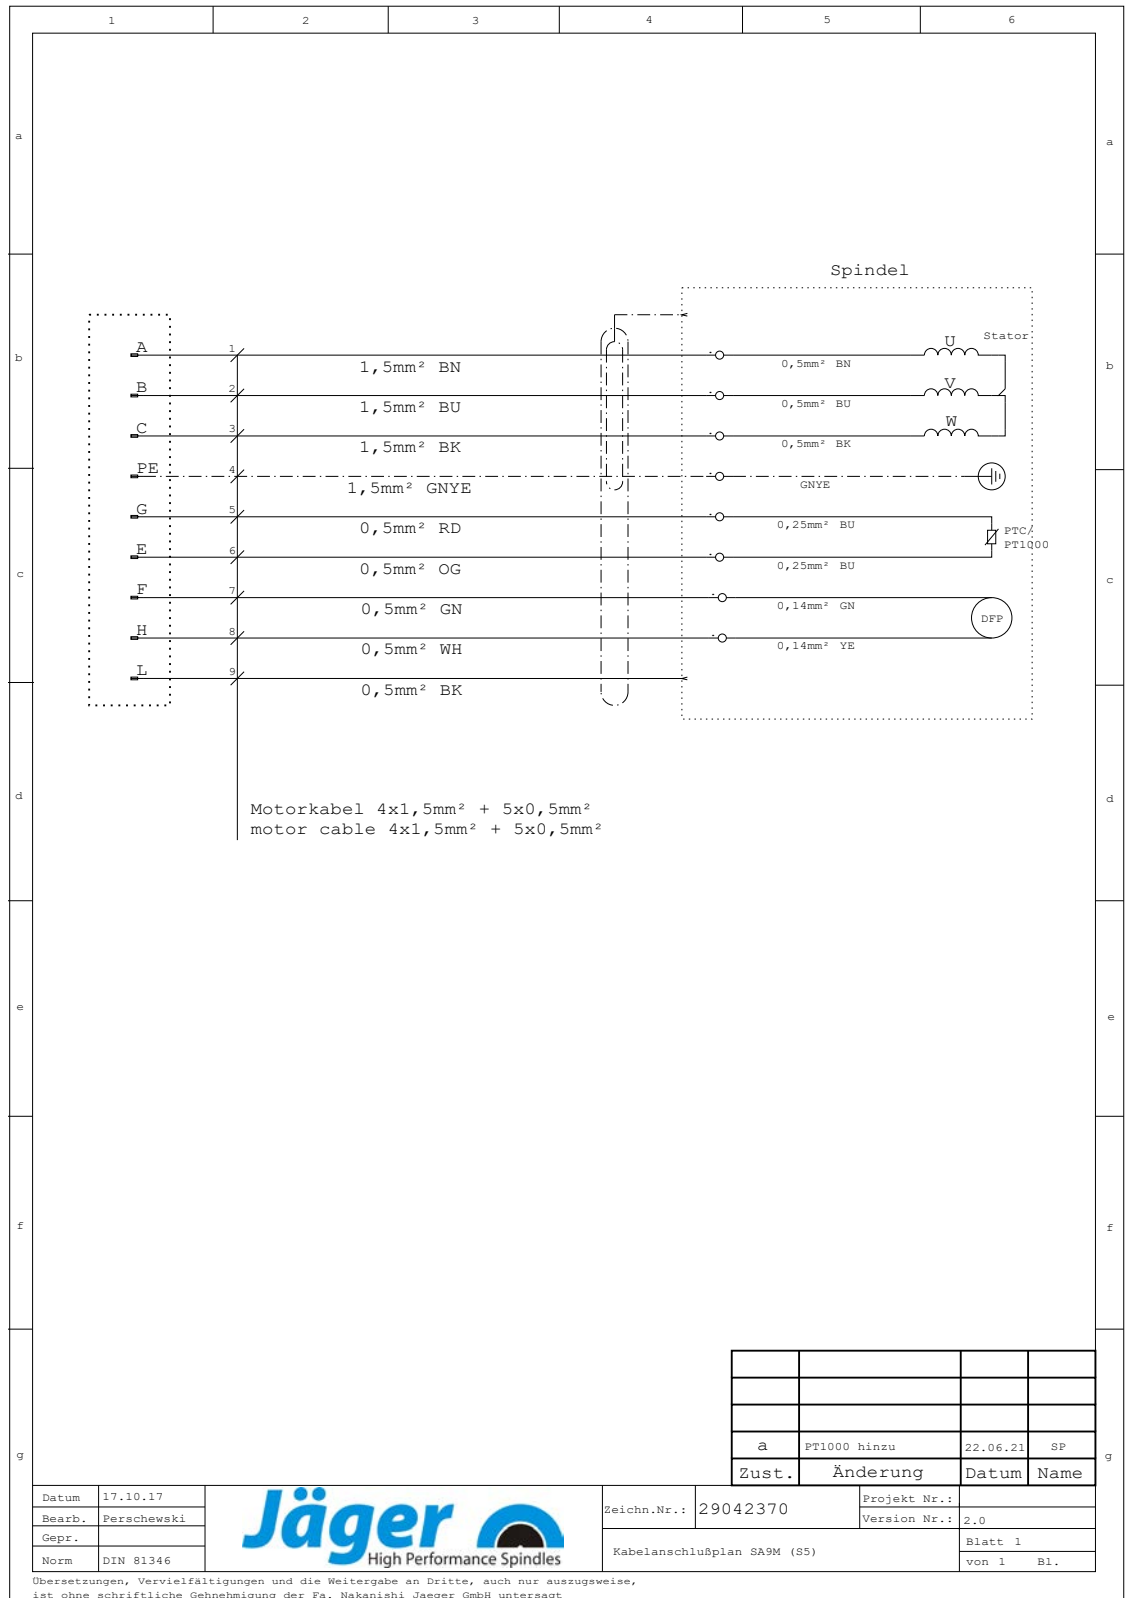 1 2 3 4 5 6
a a
Spindel
b b
A 1 1,5mm² BN 0,5mm² BN U Stator
B 2 1,5mm² BU 0,5mm² BU V
C 3 1,5mm² BK 0,5mm² BK W
PE 4 1,5mm² GNYE GNYE
G 5 0,5mm² RD 0,25mm² BU PTC/
PT1000
E 6 0,5mm² OG 0,25mm² BU
c c
F 7 0,5mm² GN 0,14mm² GN
DFP
H 8 0,5mm² WH 0,14mm² YE
L 9 0,5mm² BK
d d
Motorkabel 4x1,5mm² + 5x0,5mm²
motor cable 4x1,5mm² + 5x0,5mm²
e e
f f
g g
a PT1000 hinzu 22.06.21 SP
Zust. Änderung Datum Name
Datum 17.10.17
Bearb. Perschewski
Gepr.
Norm DIN 81346
Jäger
High Performance Spindles
Zeichn.Nr.: 29042370
Projekt Nr.:
Version Nr.: 2.0
Kabelanschlußplan SA9M (S5)
Blatt 1
von 1 Bl.
Übersetzungen, Vervielfältigungen und die Weitergabe an Dritte, auch nur auszugsweise,
ist ohne schriftliche Gehnehmigung der Fa. Nakanishi Jaeger GmbH untersagt